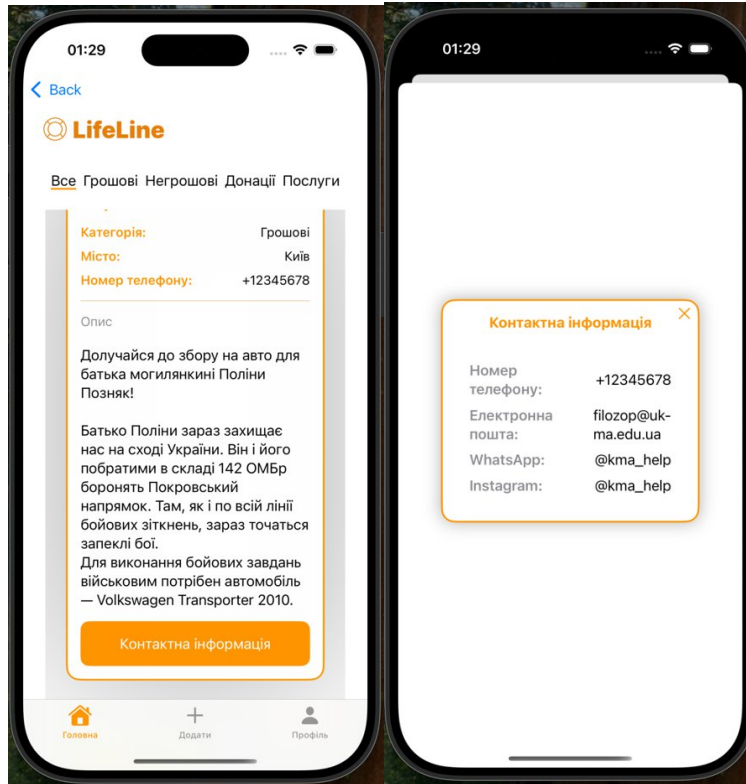 01:29
Back
LifeLine
Все Грошові Негрошові Донації Послуги
Категорія: Грошові
Місто: Київ
Номер телефону: +12345678
Опис
Долучайся до збору на авто для
батька могилянкині Поліни
Позняк!
Батько Поліни зараз захищає
нас на сході України. Він і його
побратими в складі 142 ОМБр
боронять Покровський
напрямок. Там, як і по всій лінії
бойових зіткнень, зараз точаться
запеклі бої.
Для виконання бойових завдань
військовим потрібен автомобіль
— Volkswagen Transporter 2010.
Контактна інформація
Головна Додати Профіль
01:29
Контактна інформація
Номер
телефону: +12345678
Електронна filozop@uk-
пошта: ma.edu.ua
WhatsApp: @kma_help
Instagram: @kma_help